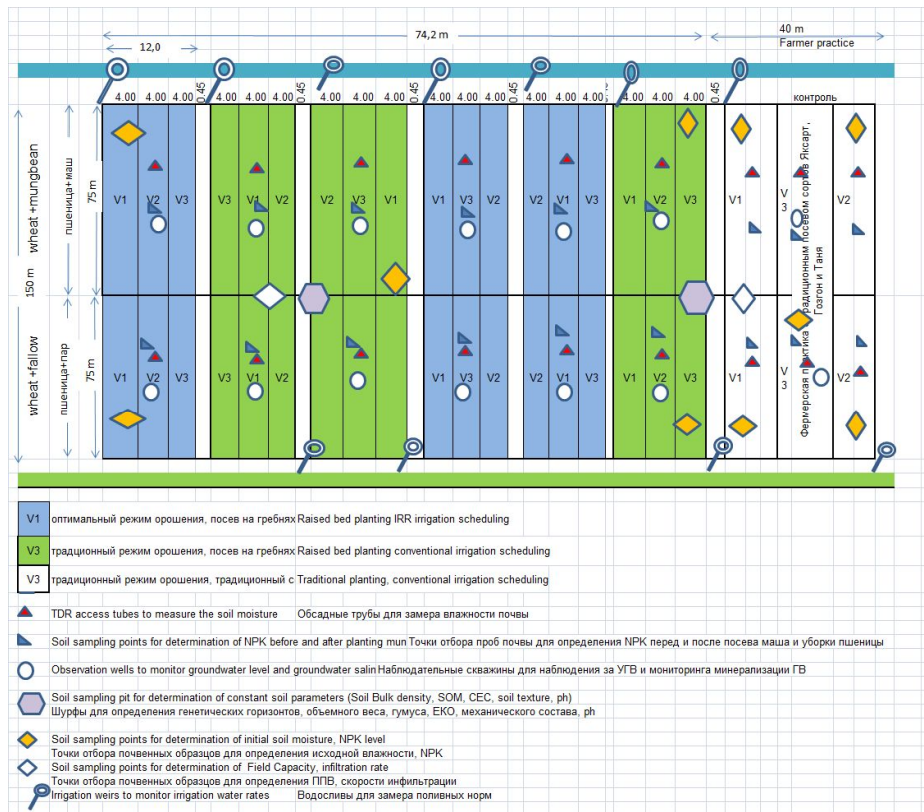 74,2 m
40 m
Farmer practice
12,0
4.00 4.00 4.00 0.45 4.00 4.00 4.00 0.45 4.00 4.00 4.00 0.45 4.00 4.00 4.00 0.45 4.00 4.00 4.00 4.00 4.00 4.00 0.45 контроль
wheat +mungbean
пшеница+маш
75 m
150 m
V1 V2 V3 V3 V1 V2 V2 V3 V1 V2 V3 V1 V3 V1 V2 V1 V2 V3 V1 V3 V2
Фермерская практика с традиционным посевом сортов Яксарт, Гозгон и Таня
wheat +fallow
пшеница+пар
75 m
V1 V2 V3 V3 V1 V2 V2 V3 V1 V2 V3 V1 V3 V1 V2 V1 V2 V3 V1 V3 V2
V1 оптимальный режим орошения, посев на гребнях Raised bed planting IRR irrigation scheduling
V3 традционный режим орошения, посев на гребнях Raised bed planting conventional irrigation scheduling
V3 традиционный режим орошения, традиционный с Traditional planting, conventional irrigation scheduling
TDR access tubes to measure the soil moisture Обсадные трубы для замера влажности почвы
Soil sampling points for determination of NPK before and after planting mun Точки отбора проб почвы для определения NPK перед и после посева маша и уборки пшеницы
Observation wells to monitor groundwater level and groundwater salin Наблюдательные скважины для наблюдения за УГВ и мониторинга минерализации ГВ
Soil sampling pit for determination of constant soil parameters (Soil Bulk density, SOM, CEC, soil texture, ph)
Шурфы для определения генетических горизонтов, объемного веса, гумуса, ЕКО, механического состава, ph
Soil sampling points for determination of initial soil moisture, NPK level
Точки отбора почвенных образцов для определения исходной влажности, NPK
Soil sampling points for determination of Field Capacity, infiltration rate
Точки отбора почвенных образцов для определения ППВ, скорости инфильтрации
Irrigation weirs to monitor irrigation water rates Водосливы для замера поливных норм